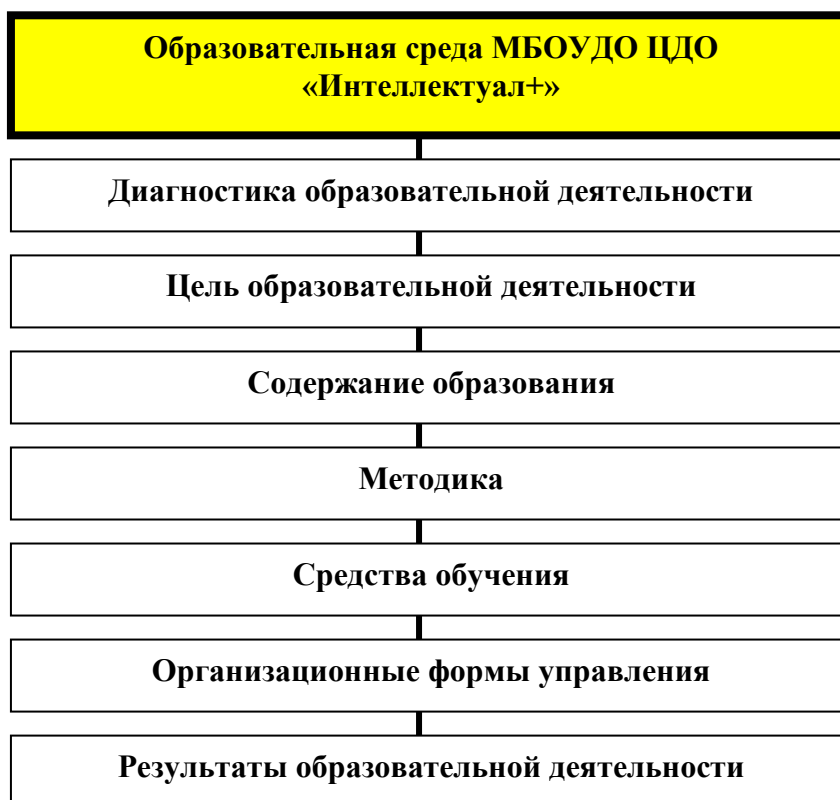 Образовательная среда МБОУДО ЦДО
«Интеллектуал+»
Диагностика образовательной деятельности
Цель образовательной деятельности
Содержание образования
Методика
Средства обучения
Организационные формы управления
Результаты образовательной деятельности